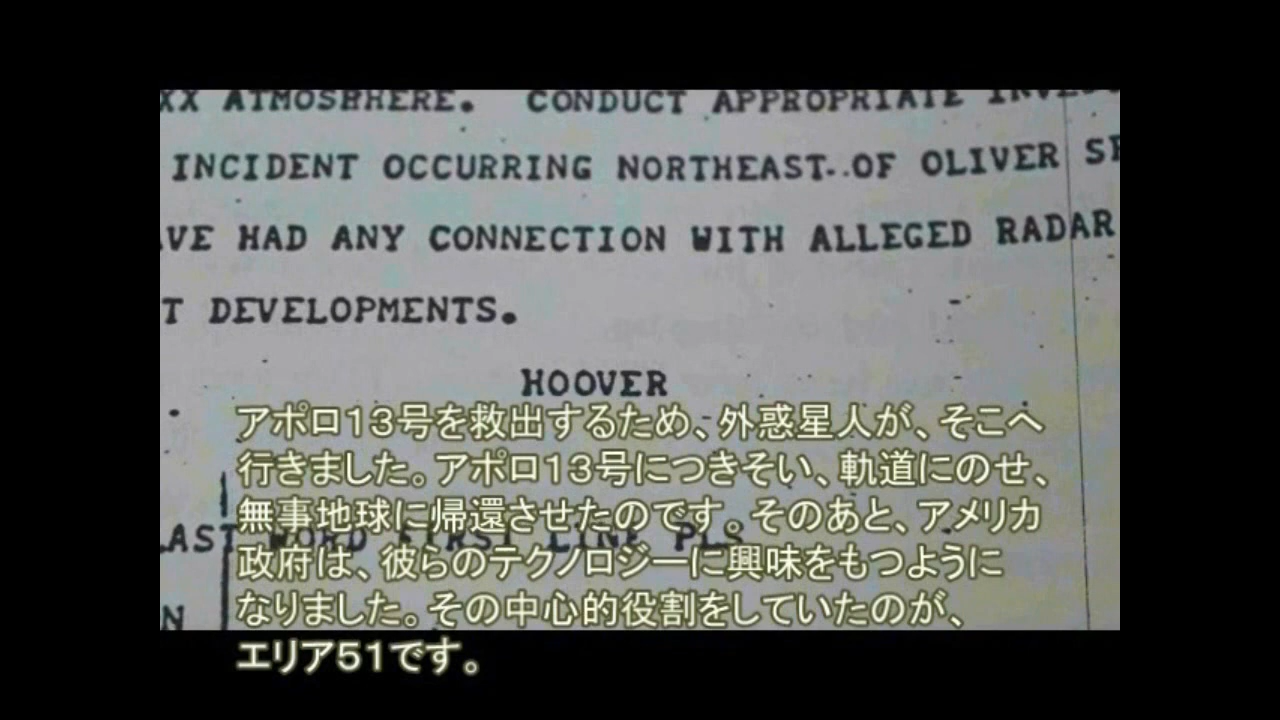 XX ATMOSPHERE. CONDUCT APPROPRIATE
INCIDENT OCCURRING NORTHEAST OF OLIVER
VE HAD ANY CONNECTION WITH ALLEGED RADAR
T DEVELOPMENTS.
HOOVER
アポロ１３号を救出するため、外惑星人が、そこへ
行きました。アポロ１３号につきそい、軌道にのせ、
無事地球に帰還させたのです。そのあと、アメリカ
LAST WORD FIRST LINE PLS
政府は、彼らのテクノロジーに興味をもつように
なりました。その中心的役割をしていたのが、
N
エリア５１です。